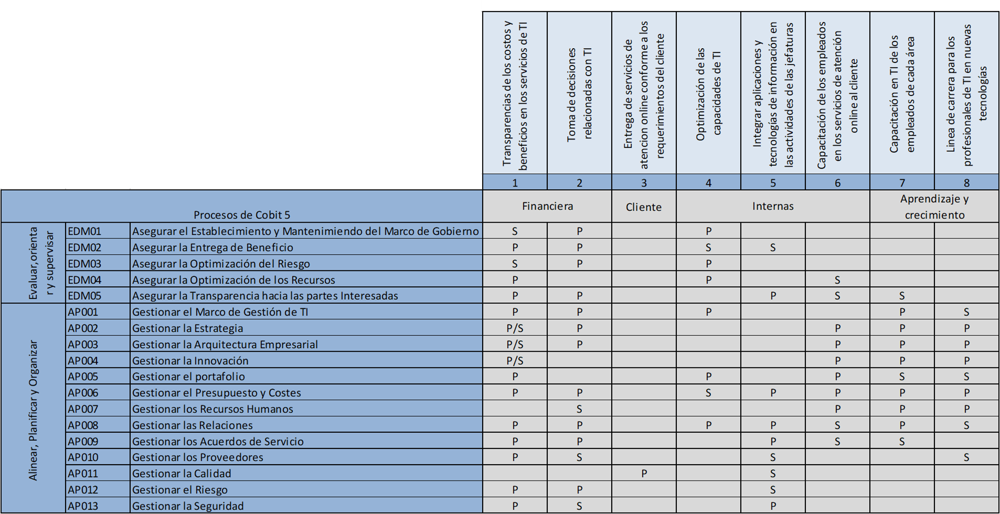 Transparencias de los costos y
beneficios en los servicios de TI
Toma de decisiones
relacionadas con TI
Entrega de servicios de
atencion online conforme a los
requerimientos del cliente
Optimización de las
capacidades de TI
Integrar aplicaciones y
tecnologías de información en
las actividades de las jefaturas
Capacitación de los empleados
en los servicios de atención
online al cliente
Capacitación en TI de los
empleados de cada área
Linea de carrera para los
profesionales de TI en nuevas
tecnologías
1 2 3 4 5 6 7 8
Procesos de Cobit 5
Financiera
Cliente
Internas
Aprendizaje y
crecimiento
Evaluar, orienta
r y supervisar
EDM01 Asegurar el Establecimiento y Mantenimiendo del Marco de Gobierno S P P
EDM02 Asegurar la Entrega de Beneficio P P S S
EDM03 Asegurar la Optimización del Riesgo S P P
EDM04 Asegurar la Optimización de los Recursos P P S
EDM05 Asegurar la Transparencia hacia las partes Interesadas P P P S S
Alinear, Planificar y Organizar
AP001 Gestionar el Marco de Gestión de TI P P P P S
AP002 Gestionar la Estrategia P/S P P P P
AP003 Gestionar la Arquitectura Empresarial P/S P P P P
AP004 Gestionar la Innovación P/S P P P
AP005 Gestionar el portafolio P P P S S
AP006 Gestionar el Presupuesto y Costes P P S P P P P
AP007 Gestionar los Recursos Humanos S P P P
AP008 Gestionar las Relaciones P P P P S P S
AP009 Gestionar los Acuerdos de Servicio P P P S S
AP010 Gestionar los Proveedores P S S S
AP011 Gestionar la Calidad P S
AP012 Gestionar el Riesgo P P S
AP013 Gestionar la Seguridad P S P